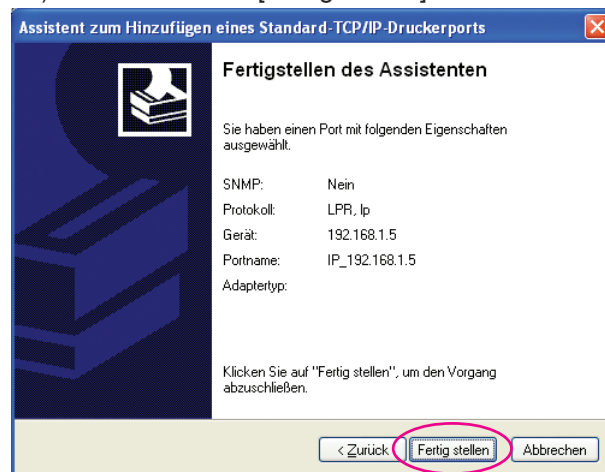 Assistent zum Hinzufügen eines Standard-TCP/IP-Druckerports
Fertigstellen des Assistenten
Sie haben einen Port mit folgenden Eigenschaften
ausgewählt.
SNMP: Nein
Protokoll: LPR, lp
Gerät: 192.168.1.5
Portname: IP_192.168.1.5
Adaptertyp:
Klicken Sie auf "Fertig stellen", um den Vorgang
abzuschließen.
< Zurück Fertig stellen Abbrechen